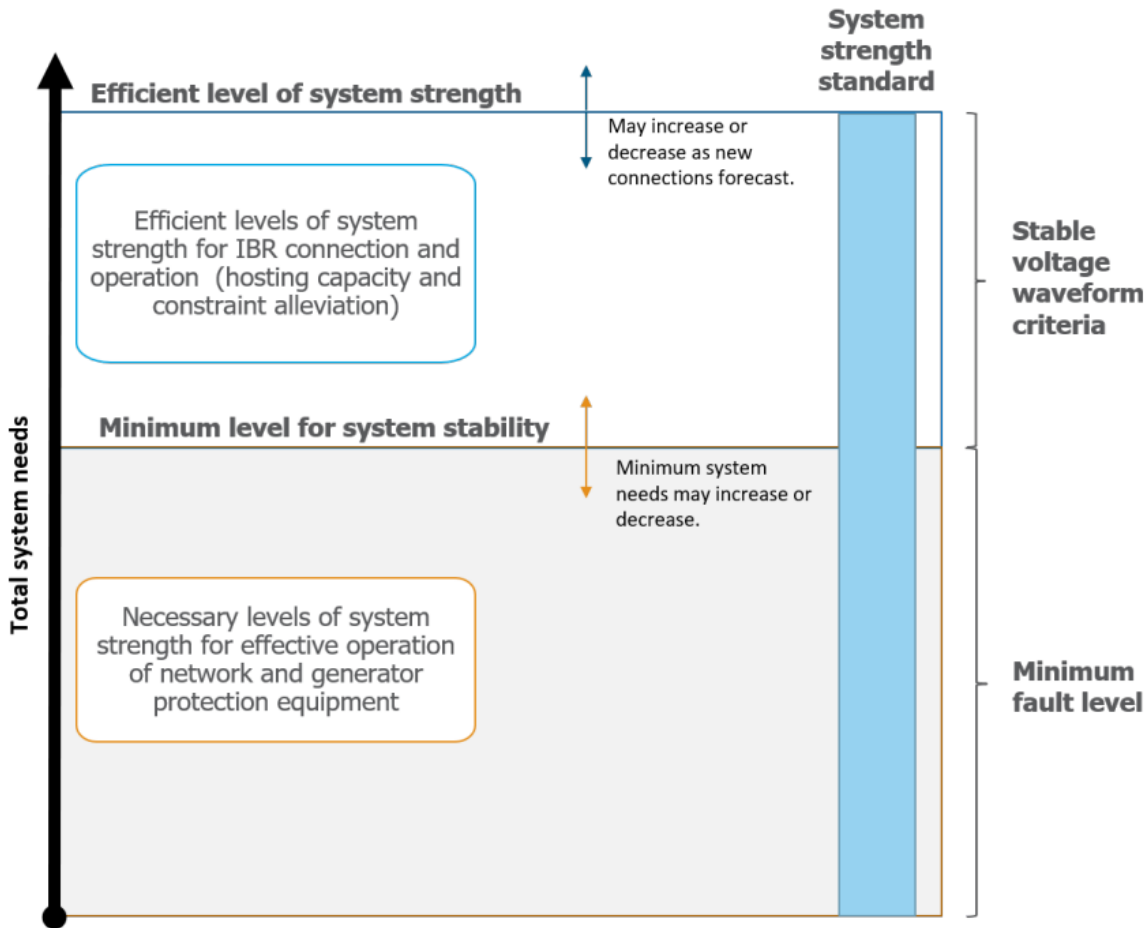 System
strength
standard
Efficient level of system strength
May increase or
decrease as new
connections forecast.
Efficient levels of system
strength for IBR connection and
operation (hosting capacity and
constraint alleviation)
Stable
voltage
waveform
criteria
Minimum level for system stability
Minimum system
needs may increase or
decrease.
Total system needs
Necessary levels of system
strength for effective operation
of network and generator
protection equipment
Minimum
fault level